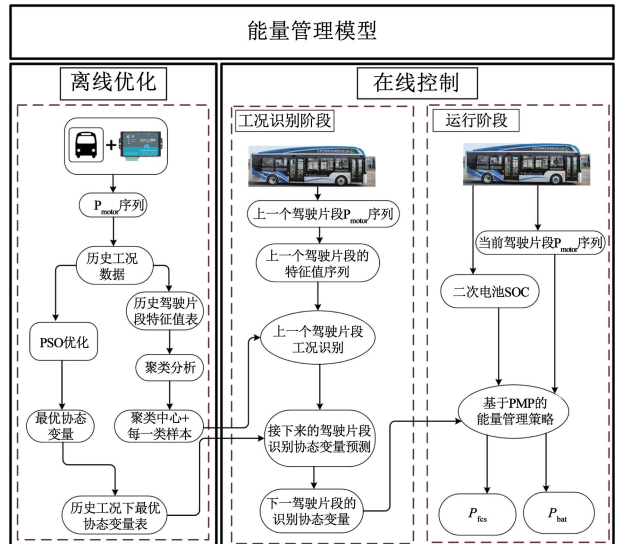 能量管理模型
离线优化
在线控制
P_motor序列
历史工况
数据
PSO优化
历史驾驶片
段特征值表
聚类分析
最优协态
变量
聚类中心+
每一类样本
历史工况下最优
协态变量表
工况识别阶段
上一个驾驶片段P_motor序列
上一个驾驶片段的
特征值序列
上一个驾驶片段
工况识别
接下来的驾驶片段
识别协态变量预测
下一驾驶片段的
识别协态变量
运行阶段
当前驾驶片段P_motor序列
二次电池SOC
基于PMP的
能量管理策略
P_fcs
P_bat